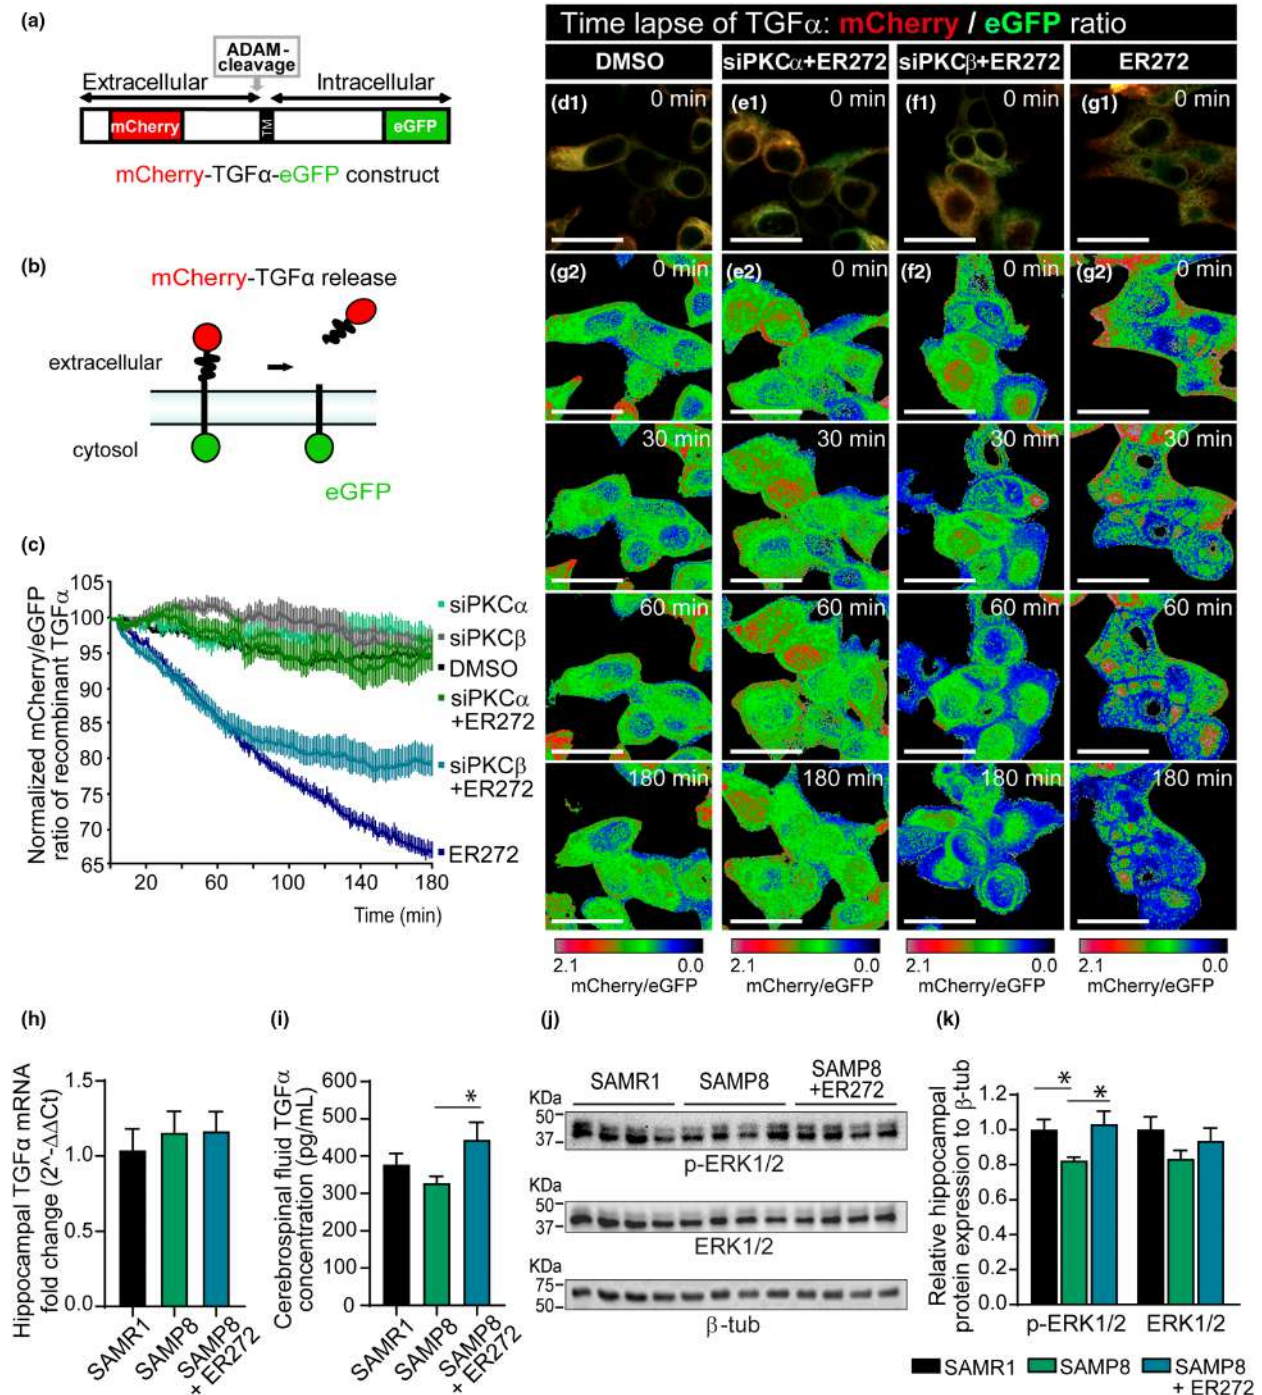 (a)
ADAM-
cleavage
Extracellular
Intracellular
mCherry
TM
eGFP
mCherry-TGFα-eGFP construct
(b)
mCherry-TGFα release
extracellular
cytosol
eGFP
(c)
Normalized mCherry/eGFP
ratio of recombinant TGFα
105
100
95
90
85
80
75
70
65
20
60
100
140
180
Time (min)
siPKCα
siPKCβ
DMSO
siPKCα
+ER272
siPKCβ
+ER272
ER272
Time lapse of TGFα: mCherry / eGFP ratio
DMSO
siPKCα+ER272
siPKCβ+ER272
ER272
(d1)
0 min
(e1)
0 min
(f1)
0 min
(g1)
0 min
(g2)
0 min
(e2)
0 min
(f2)
0 min
(g2)
0 min
30 min
30 min
30 min
30 min
60 min
60 min
60 min
60 min
180 min
180 min
180 min
180 min
2.1
0.0
mCherry/eGFP
2.1
0.0
mCherry/eGFP
2.1
0.0
mCherry/eGFP
2.1
0.0
mCherry/eGFP
(h)
Hippocampal TGFα mRNA
fold change (2^-ΔΔCt)
1.5
1.0
0.5
0.0
SAMR1
SAMP8
SAMP8
+ ER272
(i)
Cerebrospinal fluid TGFα
concentration (pg/mL)
600
500
400
300
200
100
0
*
SAMR1
SAMP8
SAMP8
+ ER272
(j)
SAMR1
SAMP8
SAMP8
+ER272
KDa
50
37
p-ERK1/2
KDa
50
37
ERK1/2
KDa
75
50
β-tub
(k)
Relative hippocampal
protein expression to β-tub
1.2
1.0
0.8
0.6
0.4
0.2
0.0
*
*
p-ERK1/2
ERK1/2
SAMR1
SAMP8
SAMP8
+ ER272